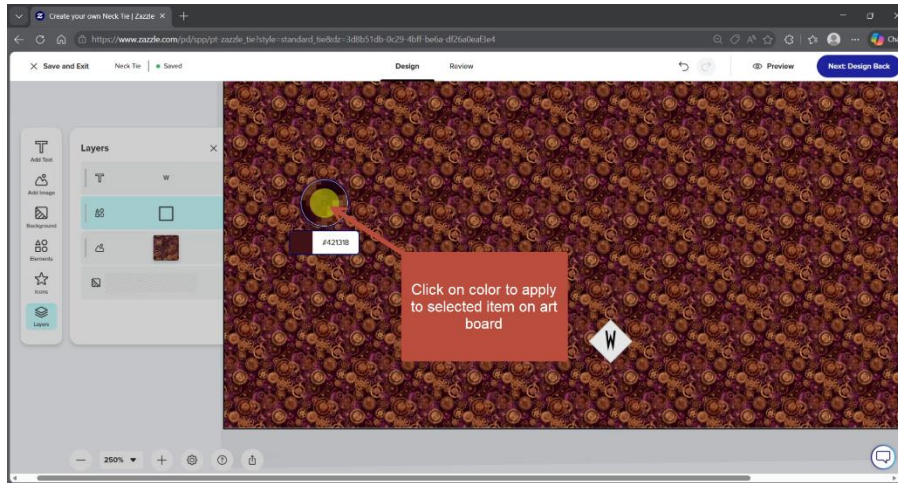 Create your own Neck Tie | Zazzle
https://www.zazzle.com/pd/spp/pt-zazzle_tie?style=standard_tie&dz=3d8b51db-0c29-4bff-be6a-df26a0eaf3e4
Save and Exit
Neck Tie
Saved
Design
Review
Preview
Next: Design Back
Add Text
Add Image
Background
Elements
Icons
Layers
Layers
W
#421318
Click on color to apply
to selected item on art
board
W
250%